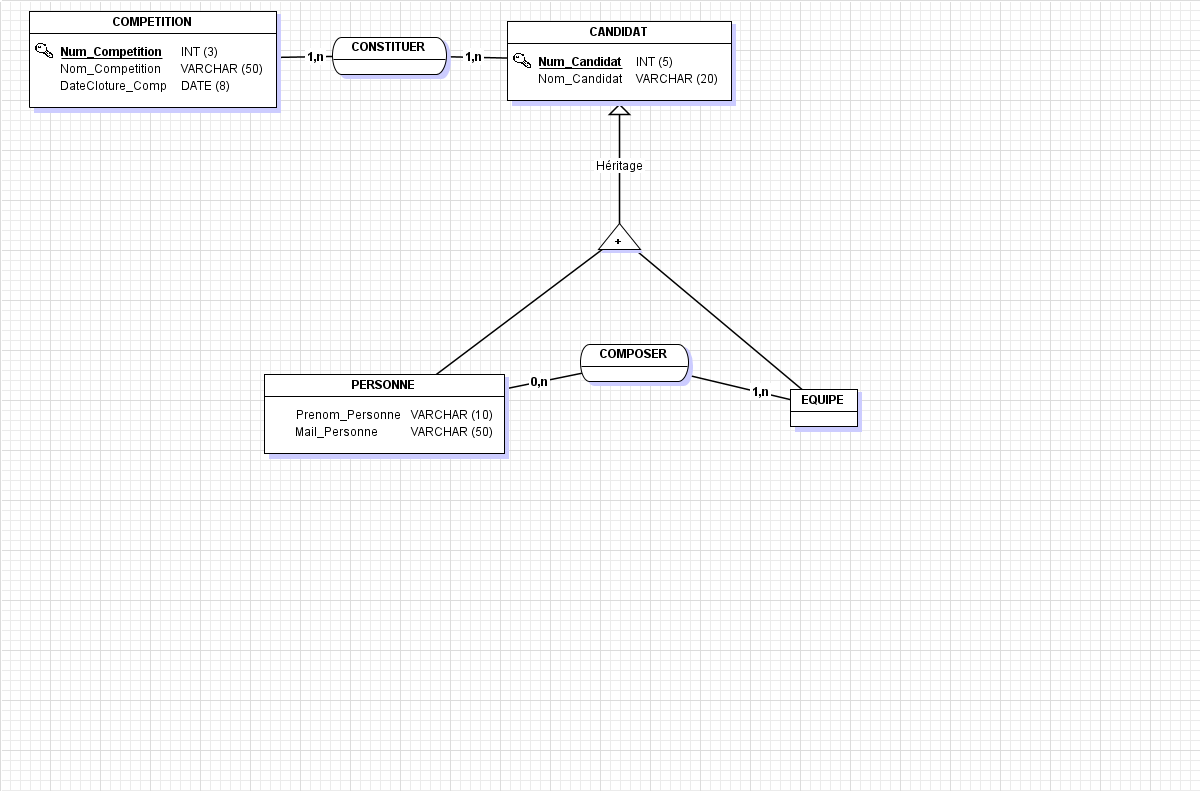 COMPETITION
Num_Competition INT (3)
Nom_Competition VARCHAR (50)
DateCloture_Comp DATE (8)
1,n
CONSTITUER
1,n
CANDIDAT
Num_Candidat INT (5)
Nom_Candidat VARCHAR (20)
Héritage
+
PERSONNE
Prenom_Personne VARCHAR (10)
Mail_Personne VARCHAR (50)
0,n
COMPOSER
1,n
EQUIPE